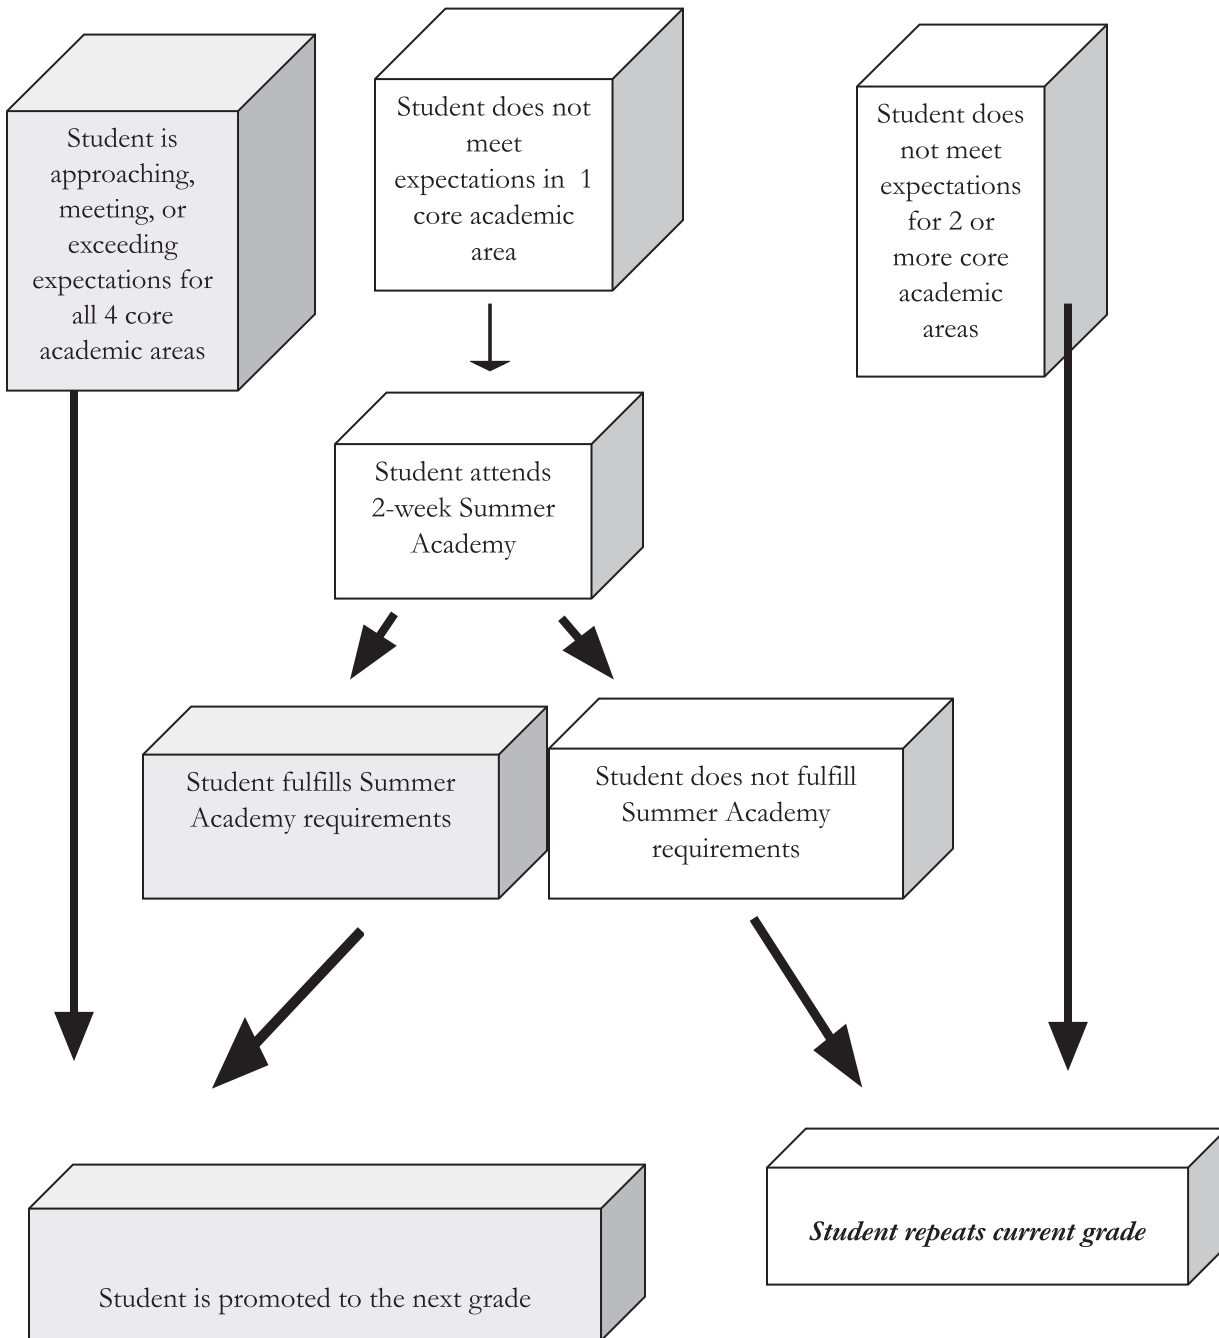 Student is
approaching,
meeting, or
exceeding
expectations for
all 4 core
academic areas
Student does not
meet
expectations in 1
core academic
area
Student does
not meet
expectations
for 2 or
more core
academic
areas
Student attends
2-week Summer
Academy
Student fulfills Summer
Academy requirements
Student does not fulfill
Summer Academy
requirements
Student repeats current grade
Student is promoted to the next grade